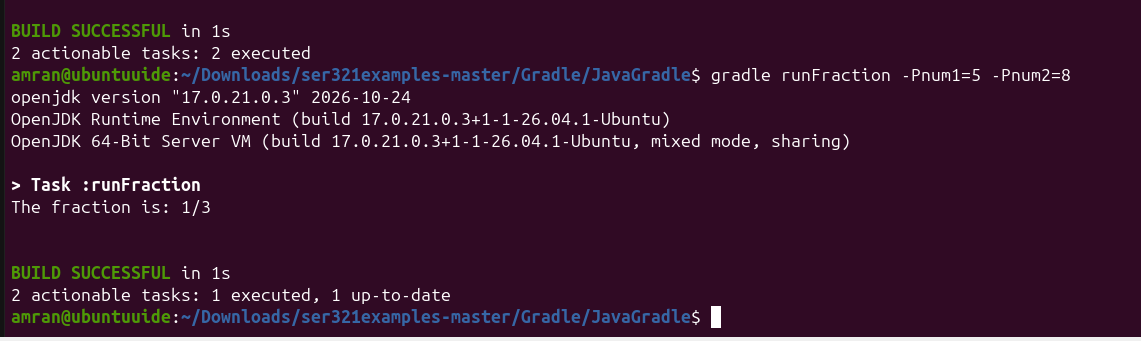 BUILD SUCCESSFUL in 1s
2 actionable tasks: 2 executed
amran@ubuntuuide:~/Downloads/ser321examples-master/Gradle/JavaGradle$ gradle runFraction -Pnum1=5 -Pnum2=8
openjdk version "17.0.21.0.3" 2026-10-24
OpenJDK Runtime Environment (build 17.0.21.0.3+1-1-26.04.1-Ubuntu)
OpenJDK 64-Bit Server VM (build 17.0.21.0.3+1-1-26.04.1-Ubuntu, mixed mode, sharing)
> Task :runFraction
The fraction is: 1/3
BUILD SUCCESSFUL in 1s
2 actionable tasks: 1 executed, 1 up-to-date
amran@ubuntuuide:~/Downloads/ser321examples-master/Gradle/JavaGradle$